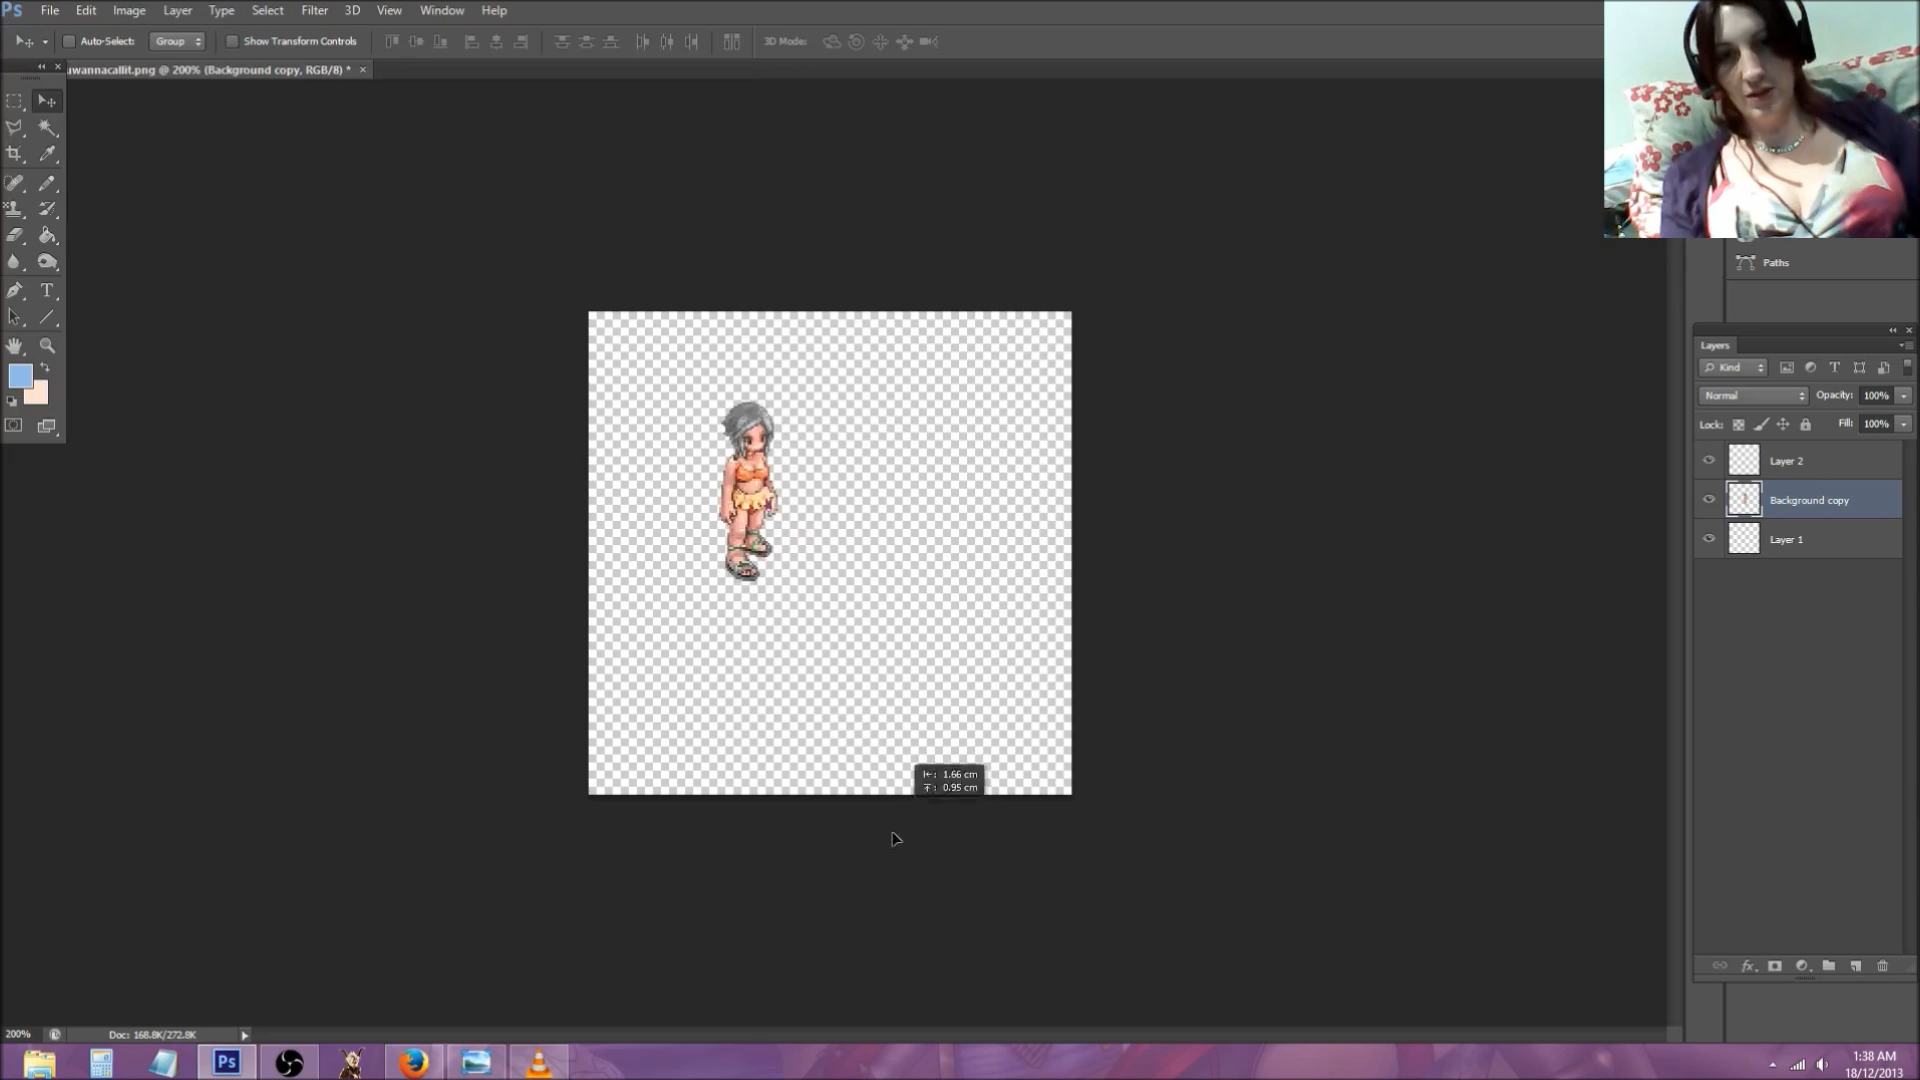 Ps File Edit Image Layer Type Select Filter 3D View Window Help
Auto-Select: Group Show Transform Controls 3D Mode:
uwannacallit.png @ 200% (Background copy, RGB/8) * ×
Paths
Layers
Kind
Normal Opacity: 100%
Lock: Fill: 100%
Layer 2
Background copy
Layer 1
1.66 cm
0.95 cm
200% Doc: 168.8K/272.8K
Ps
1:38 AM
18/12/2013